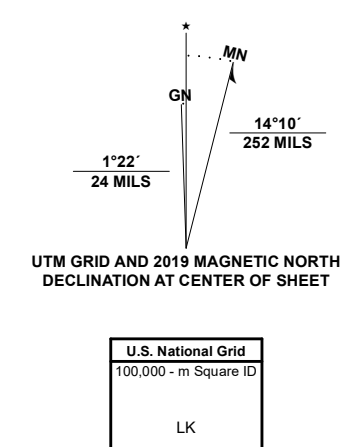 ★
MN
GN
14°10´
252 MILS
1°22´
24 MILS
UTM GRID AND 2019 MAGNETIC NORTH
DECLINATION AT CENTER OF SHEET
U.S. National Grid
100,000 - m Square ID
LK